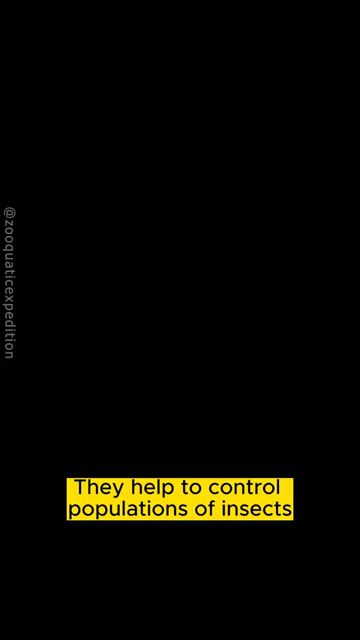 @zooquaticexpedition
They help to control
populations of insects